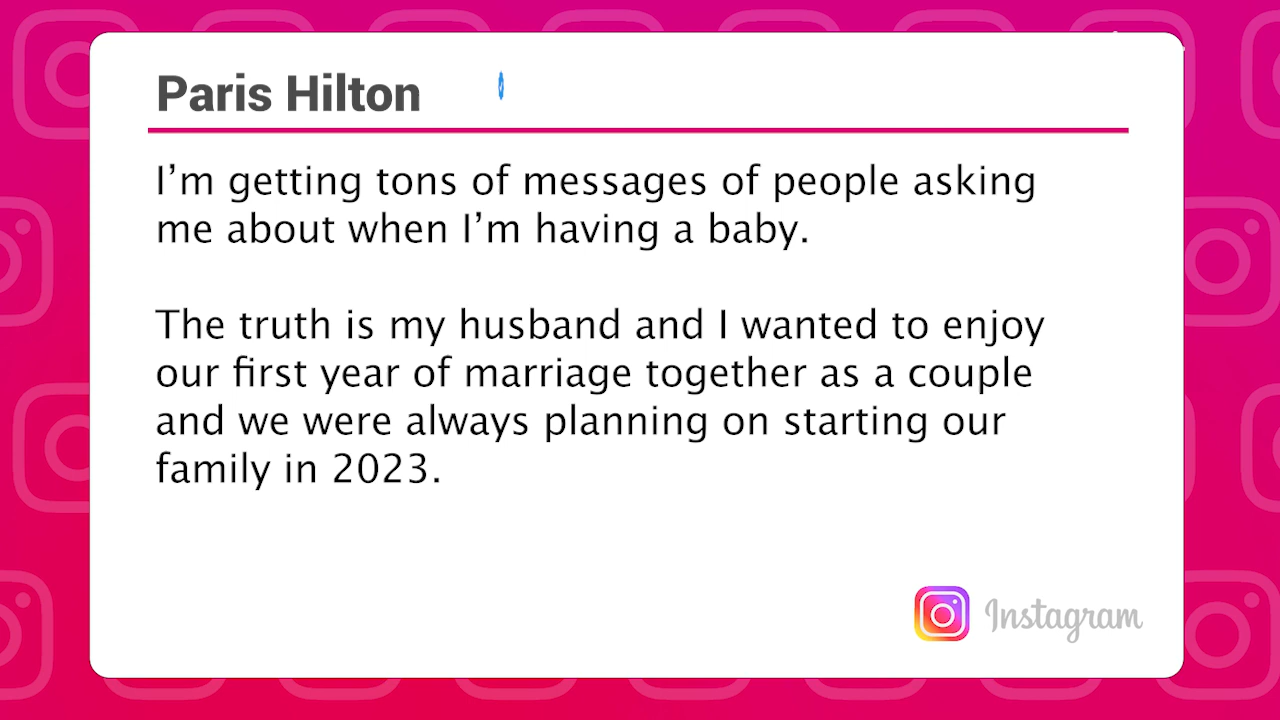 Paris Hilton
I’m getting tons of messages of people asking
me about when I’m having a baby.
The truth is my husband and I wanted to enjoy
our first year of marriage together as a couple
and we were always planning on starting our
family in 2023.
Instagram